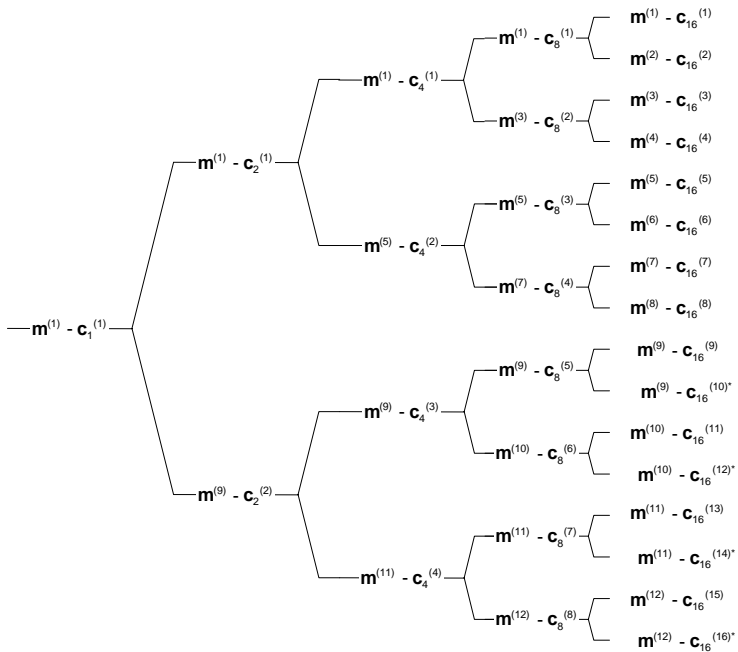 m⁽¹⁾ - c₁₆⁽¹⁾
m⁽¹⁾ - c₈⁽¹⁾
m⁽²⁾ - c₁₆⁽²⁾
m⁽¹⁾ - c₄⁽¹⁾
m⁽³⁾ - c₁₆⁽³⁾
m⁽³⁾ - c₈⁽²⁾
m⁽⁴⁾ - c₁₆⁽⁴⁾
m⁽¹⁾ - c₂⁽¹⁾
m⁽⁵⁾ - c₁₆⁽⁵⁾
m⁽⁵⁾ - c₈⁽³⁾
m⁽⁶⁾ - c₁₆⁽⁶⁾
m⁽⁵⁾ - c₄⁽²⁾
m⁽⁷⁾ - c₁₆⁽⁷⁾
m⁽⁷⁾ - c₈⁽⁴⁾
m⁽⁸⁾ - c₁₆⁽⁸⁾
m⁽¹⁾ - c₁⁽¹⁾
m⁽⁹⁾ - c₁₆⁽⁹⁾
m⁽⁹⁾ - c₈⁽⁵⁾
m⁽⁹⁾ - c₁₆⁽¹⁰⁾*
m⁽⁹⁾ - c₄⁽³⁾
m⁽¹⁰⁾ - c₁₆⁽¹¹⁾
m⁽¹⁰⁾ - c₈⁽⁶⁾
m⁽¹⁰⁾ - c₁₆⁽¹²⁾*
m⁽⁹⁾ - c₂⁽²⁾
m⁽¹¹⁾ - c₁₆⁽¹³⁾
m⁽¹¹⁾ - c₈⁽⁷⁾
m⁽¹¹⁾ - c₁₆⁽¹⁴⁾*
m⁽¹¹⁾ - c₄⁽⁴⁾
m⁽¹²⁾ - c₁₆⁽¹⁵⁾
m⁽¹²⁾ - c₈⁽⁸⁾
m⁽¹²⁾ - c₁₆⁽¹⁶⁾*